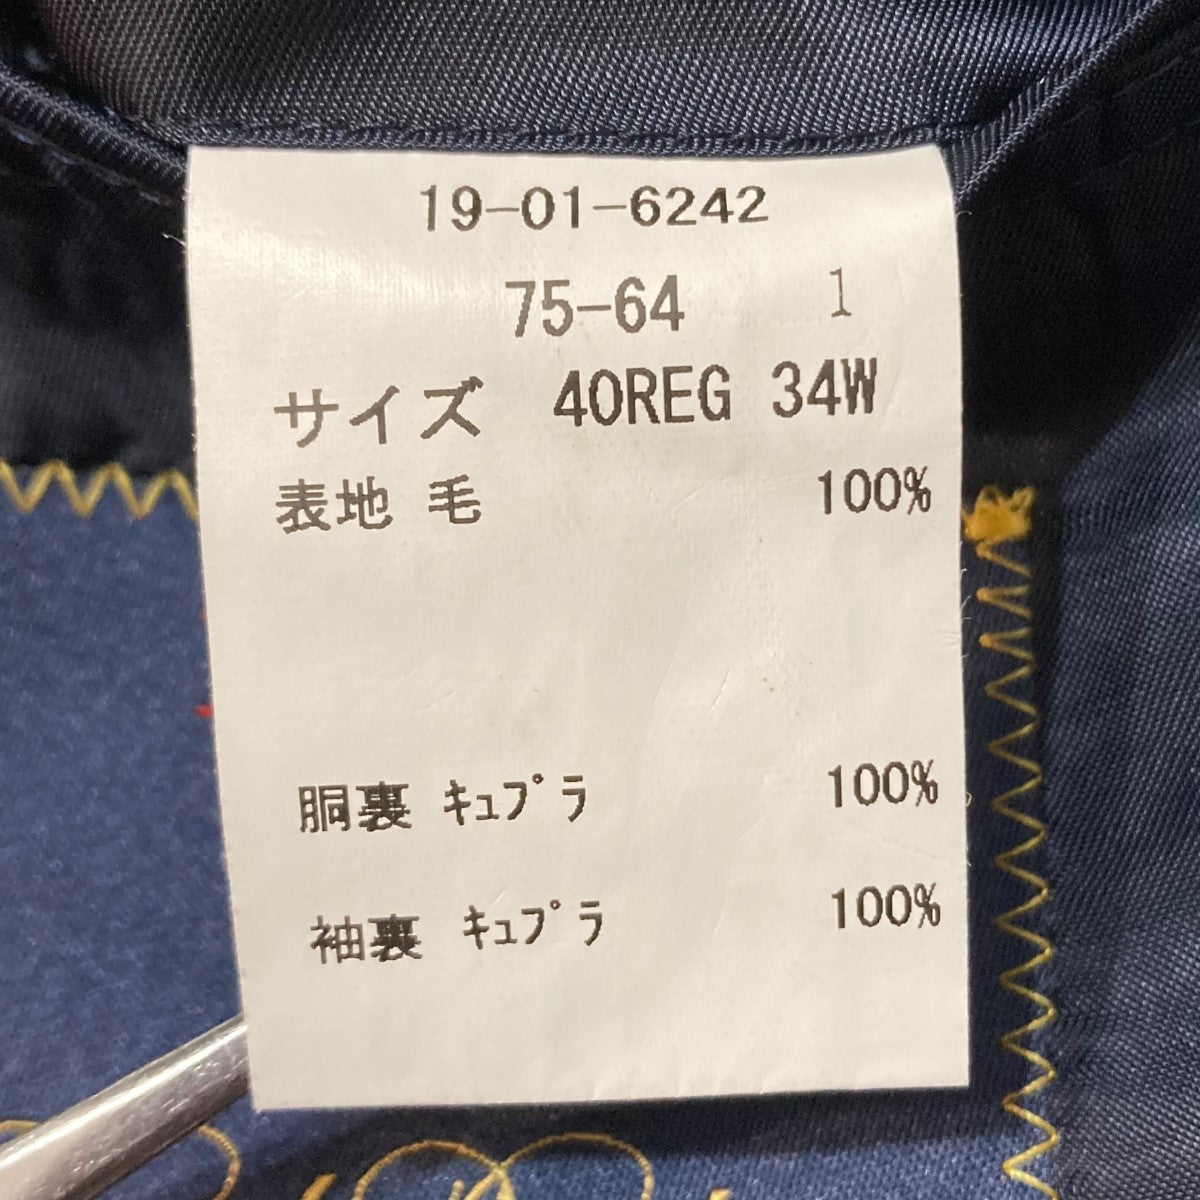 19-01-6242
75-64 1
サイズ 40REG 34W
表地 毛 100%
胴裏 キュプラ 100%
袖裏 キュプラ 100%